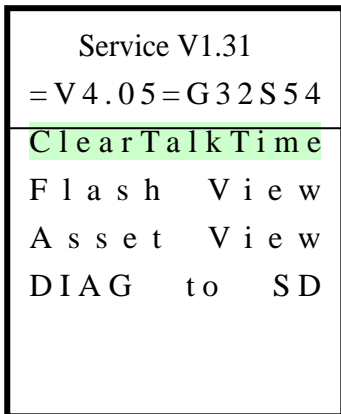 Service V1.31
=V4.05=G32S54
ClearTalkTime
Flash View
Asset View
DIAG to SD